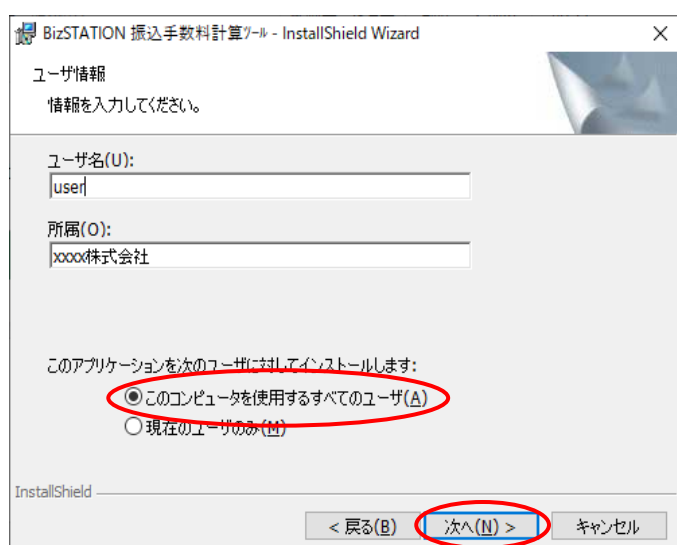 BizSTATION 振込手数料計算ﾂｰﾙ - InstallShield Wizard
ユーザ情報
情報を入力してください。
ユーザ名(U):
user
所属(O):
xxxx株式会社
このアプリケーションを次のユーザに対してインストールします:
このコンピュータを使用するすべてのユーザ(A)
現在のユーザのみ(M)
InstallShield
< 戻る(B)
次へ(N) >
キャンセル